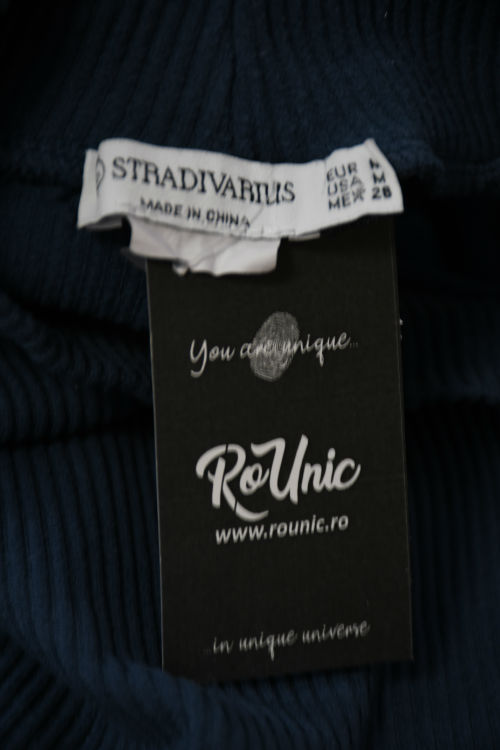 STRADIVARIUS
MADE IN CHINA
EUR M
USA M
MEX 28
You are unique...
RoUnic
www.rounic.ro
...in unique universe